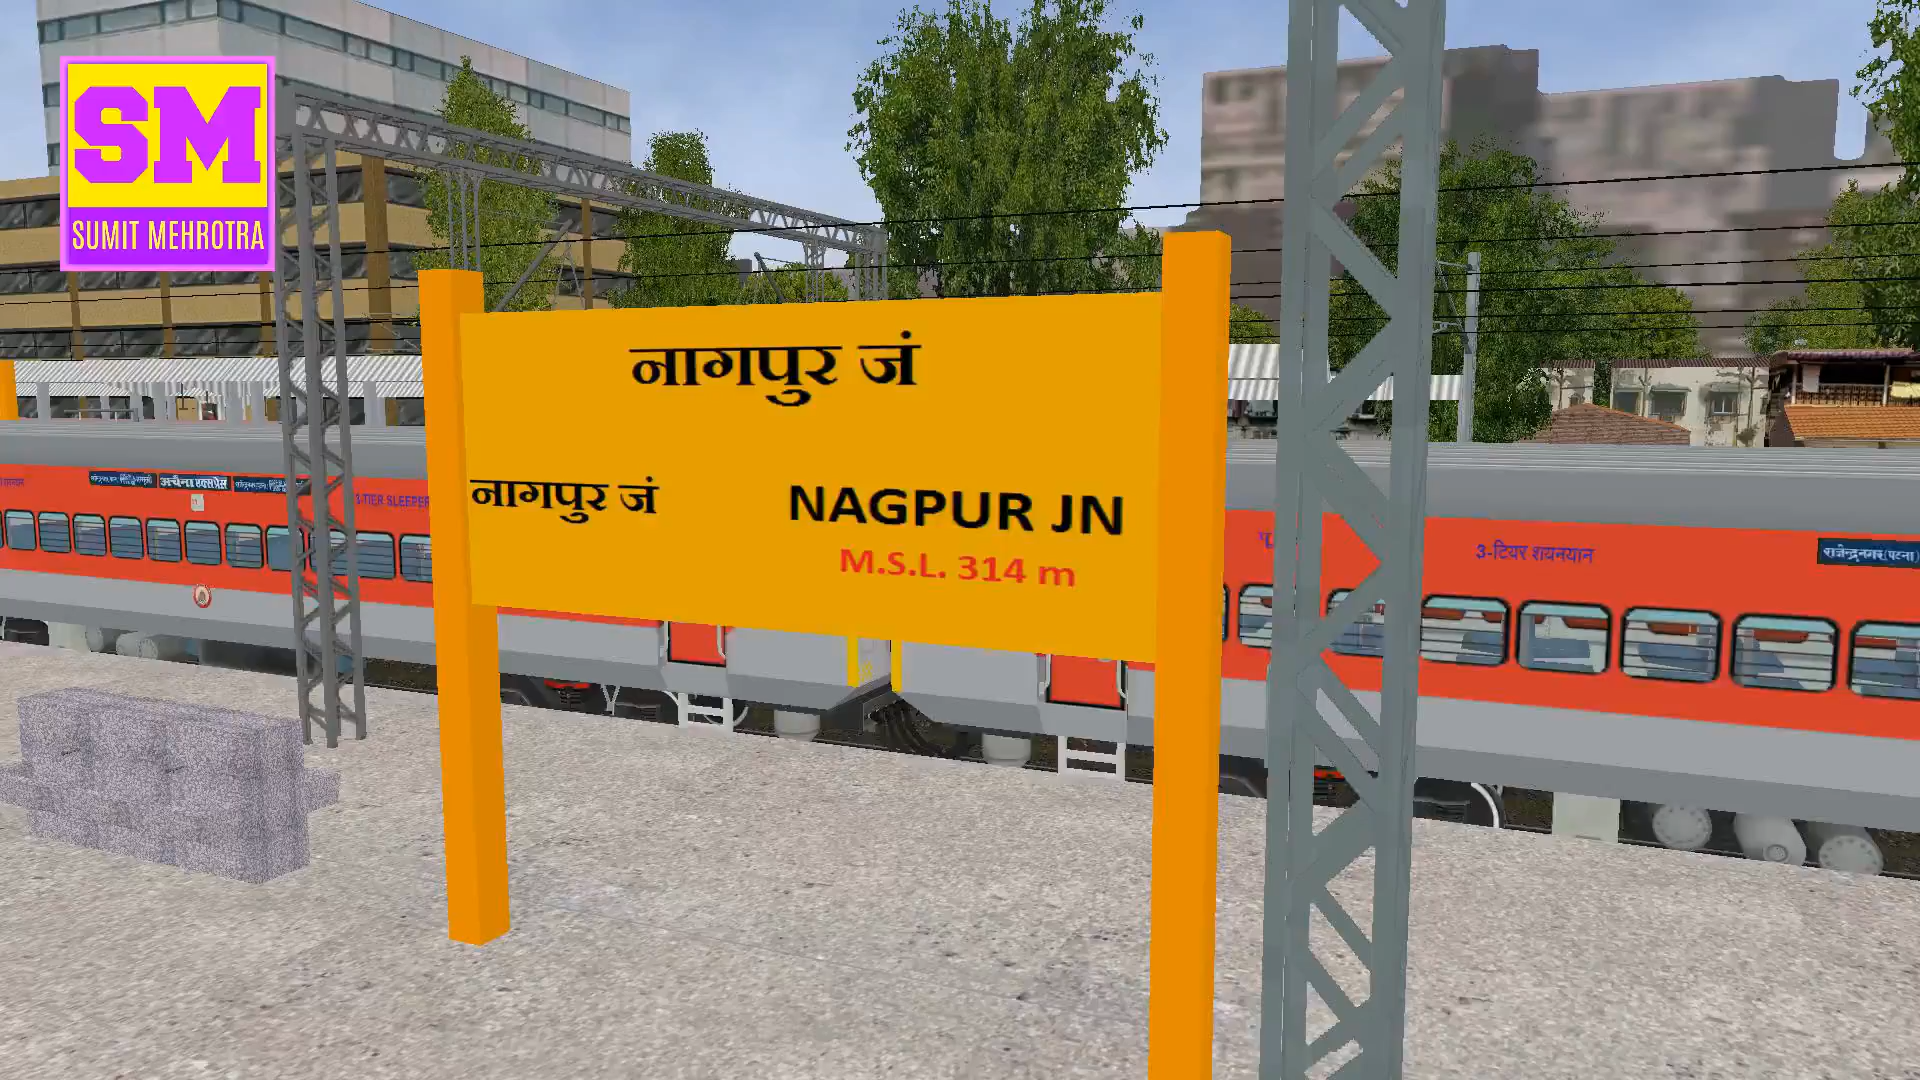 SM
SUMIT MEHROTRA
नागपुर जं
नागपुर जं
NAGPUR JN
M.S.L. 314 m
अर्चना एक्सप्रेस
3-TIER SLEEPER
3-टियर शयनयान
राजेन्द्रनगर(पटना)